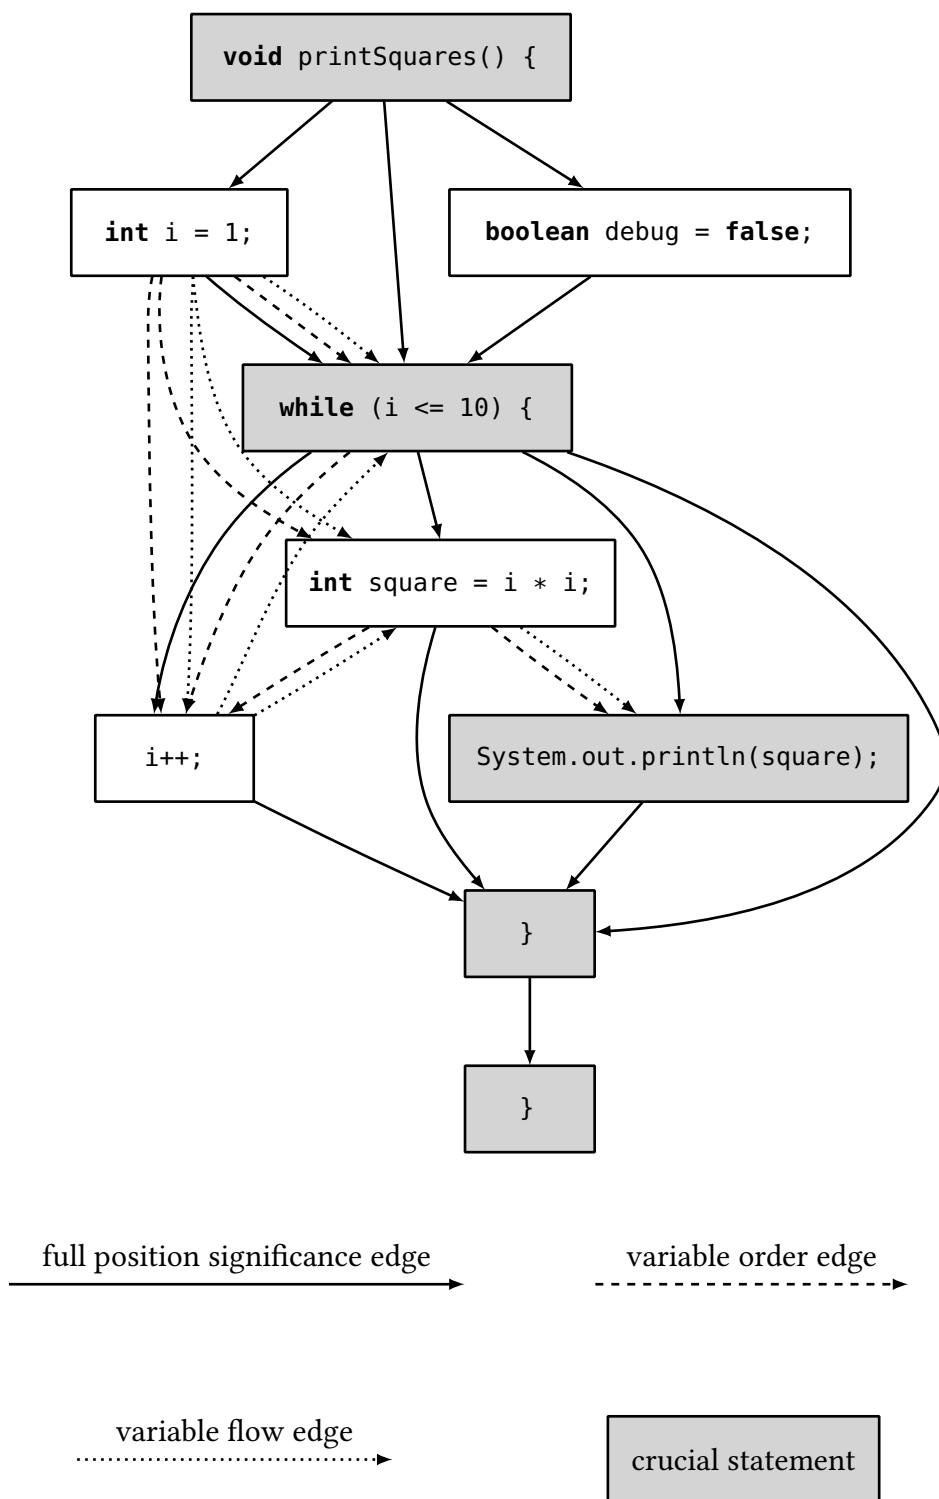 void printSquares() {
int i = 1;
boolean debug = false;
while (i <= 10) {
int square = i * i;
i++;
System.out.println(square);
}
}
full position significance edge
variable order edge
variable flow edge
crucial statement